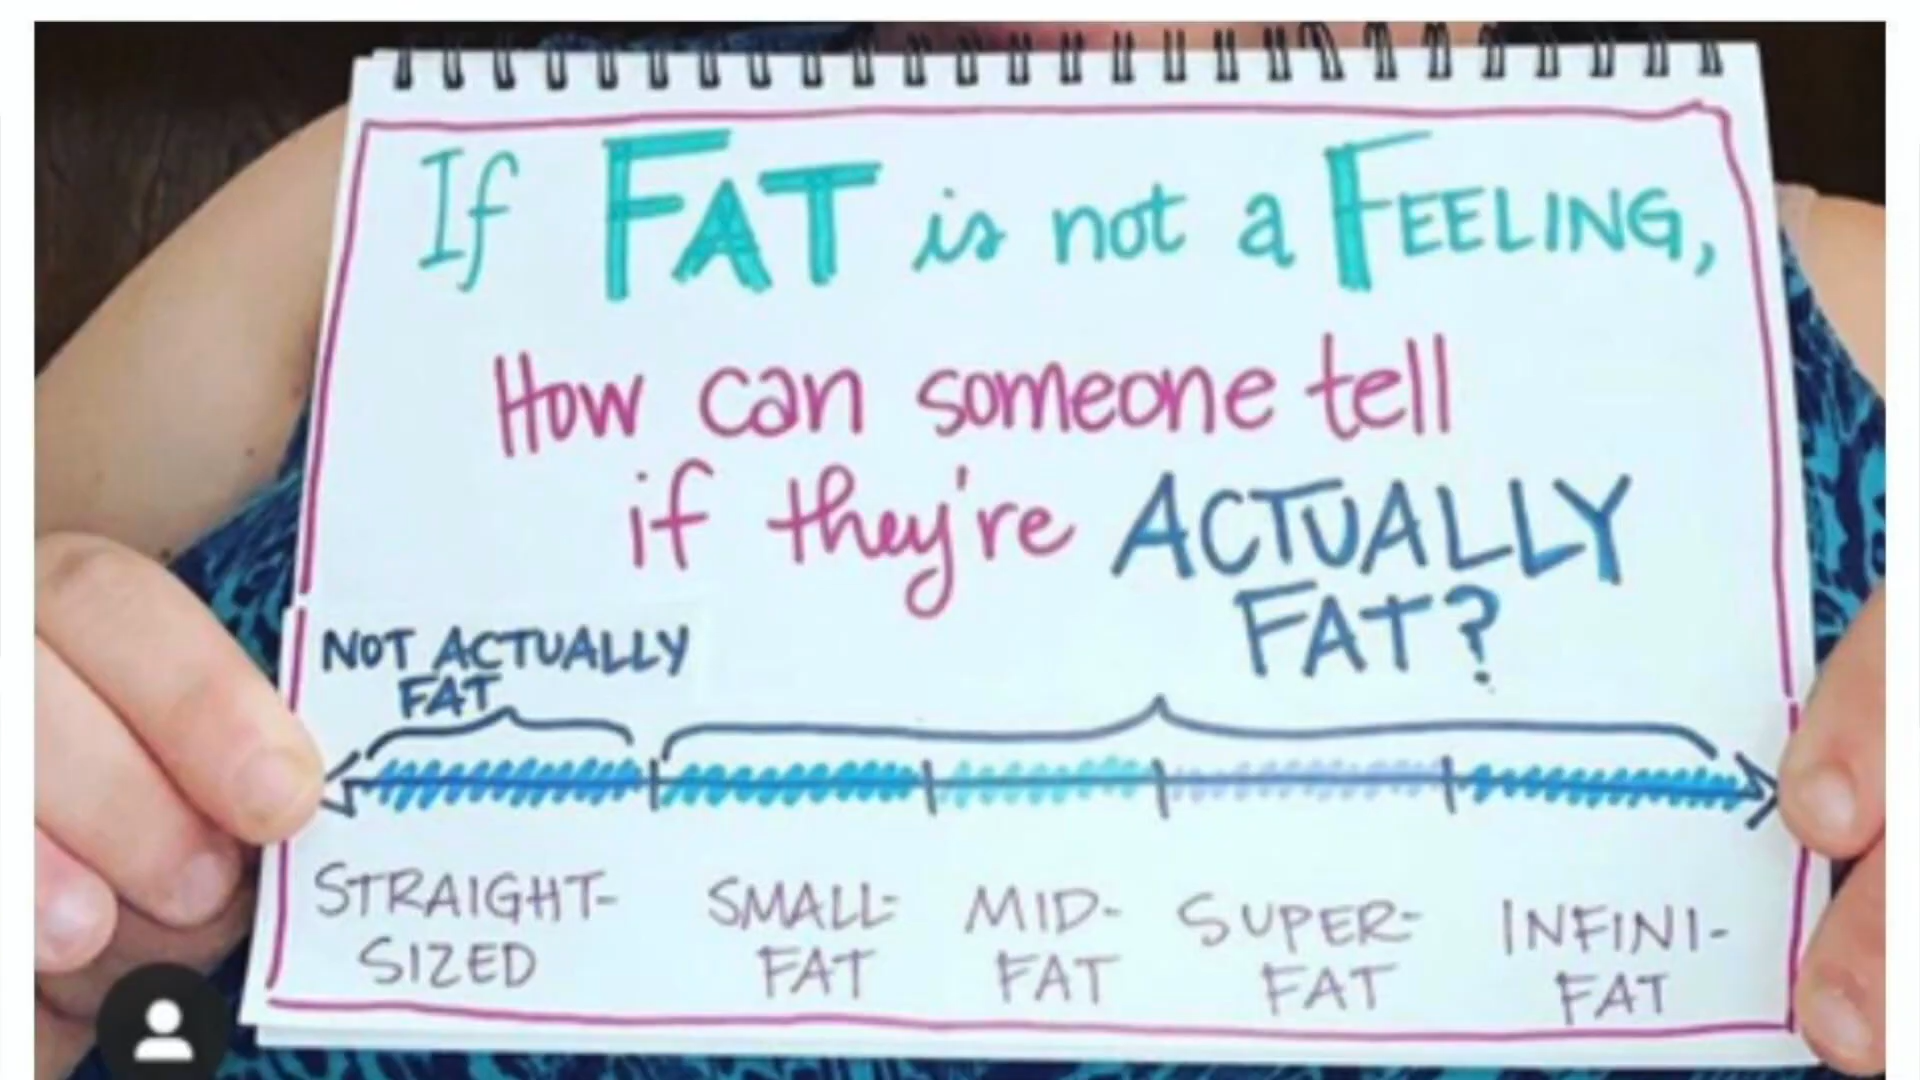 If FAT is not a FEELING,
How can someone tell
if they're ACTUALLY
FAT?
NOT ACTUALLY
FAT
STRAIGHT-
SIZED
SMALL-
FAT
MID-
FAT
SUPER-
FAT
INFINI-
FAT